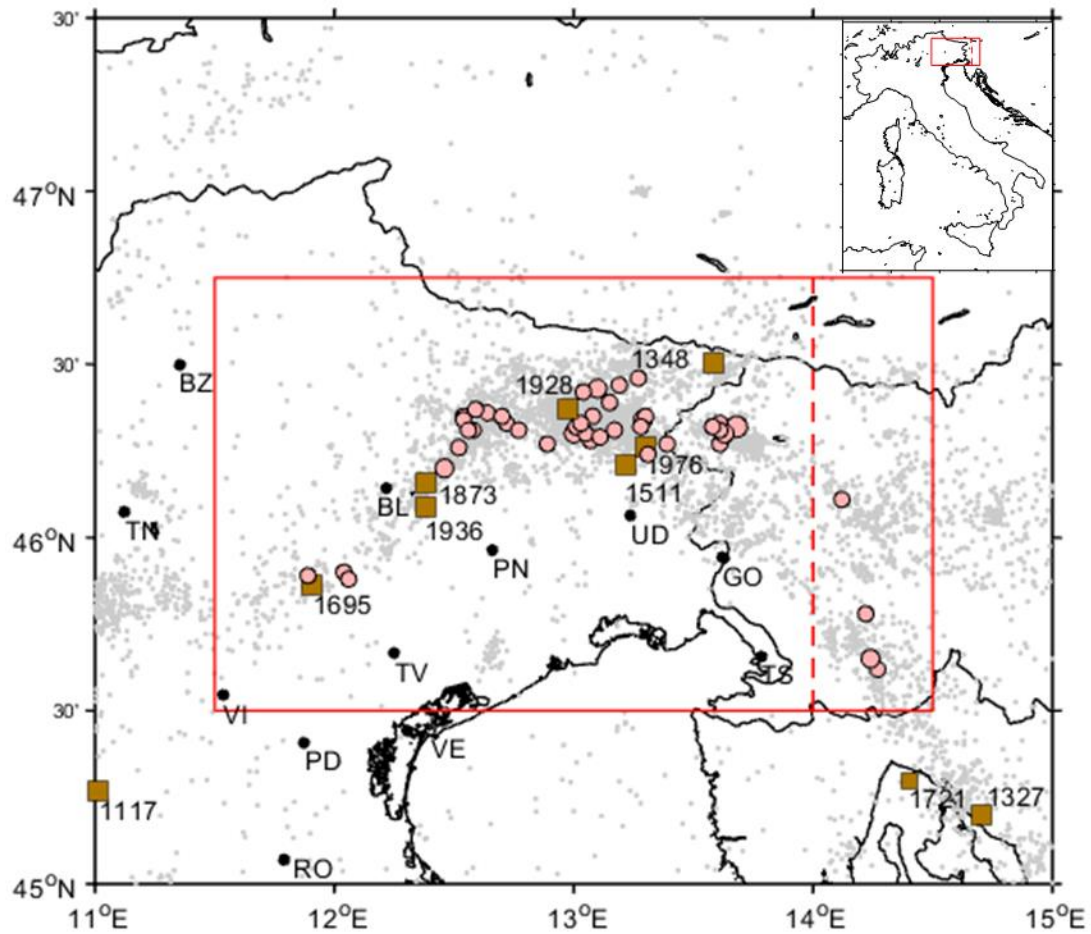 30'
47°N
30'
1348
BZ
1928
1976
1873
BL
1511
TN
1936
UD
46°N
PN
GO
1695
TV
TS
30'
VI
VE
PD
1721
1327
1117
RO
45°N
11°E
12°E
13°E
14°E
15°E